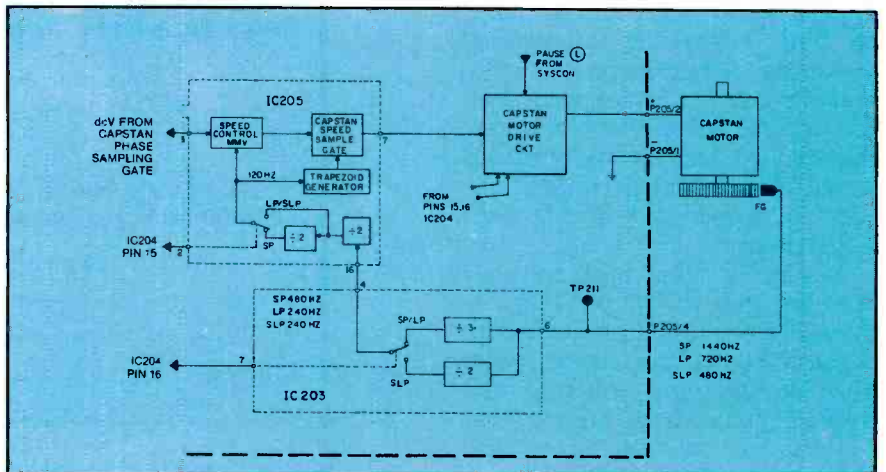 PAUSE Ⓛ
FROM
SYSCON
IC205
dcV FROM
CAPSTAN
PHASE
SAMPLING
GATE
SPEED
CONTROL
MMV
CAPSTAN
SPEED
SAMPLE
GATE
7
CAPSTAN
MOTOR
DRIVE
CKT
+
P205/2
−
P205/1
CAPSTAN
MOTOR
120HZ
TRAPEZOID
GENERATOR
FROM
PINS 15,16
IC204
FG
LP/SLP
÷2
÷2
SP
IC204
PIN 15
2
16
4
SP480HZ
LP 240HZ
SLP 240HZ
SP/LP
÷3
TP211
6
P205/4
SP 1440HZ
LP 720HZ
SLP 480HZ
IC204
PIN 16
7
SLP
÷2
IC203